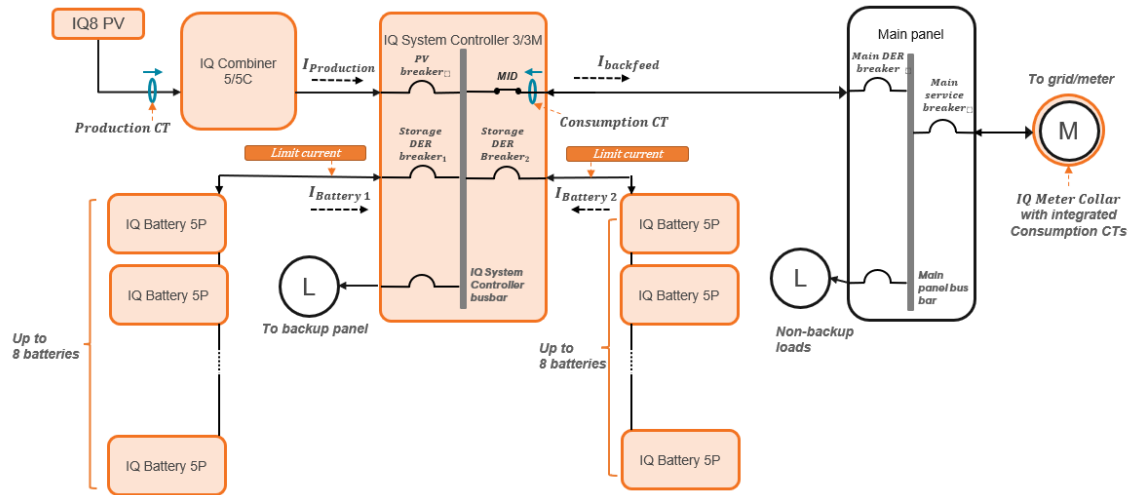 IQ8 PV
Production CT
IQ Combiner
5/5C
I Production
IQ System Controller 3/3M
PV
breaker□
MID
Consumption CT
I backfeed
Storage
DER
breaker1
Storage
DER
Breaker2
Limit current
Limit current
I Battery 1
I Battery 2
IQ System
Controller
busbar
L
To backup panel
IQ Battery 5P
IQ Battery 5P
IQ Battery 5P
Up to
8 batteries
IQ Battery 5P
IQ Battery 5P
IQ Battery 5P
Up to
8 batteries
Main panel
Main DER
breaker □
Main
service
breaker□
Main
panel bus
bar
L
Non-backup
loads
To grid/meter
M
IQ Meter Collar
with integrated
Consumption CTs